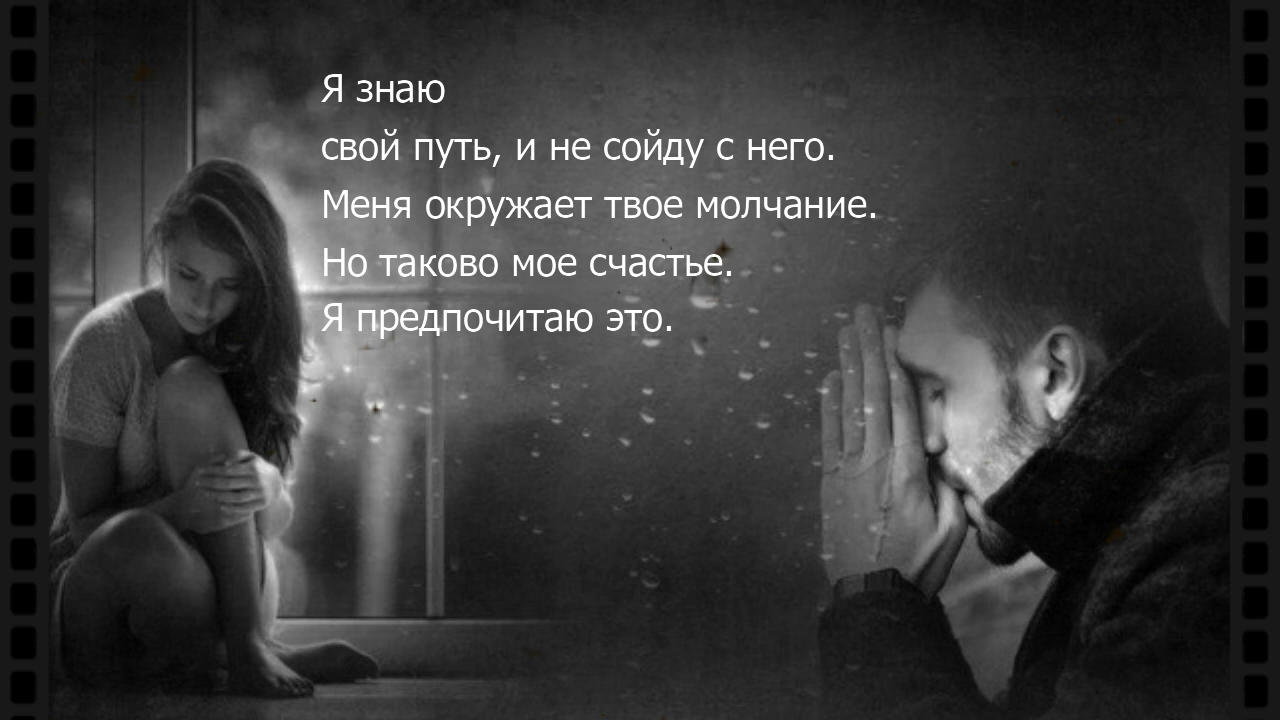 Я знаю
свой путь, и не сойду с него.
Меня окружает твое молчание.
Но таково мое счастье.
Я предпочитаю это.